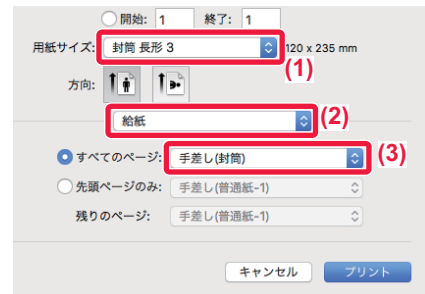 開始: 1 終了: 1
用紙サイズ: 封筒 長形 3 120 x 235 mm
(1)
方向:
給紙 (2)
すべてのページ: 手差し(封筒) (3)
先頭ページのみ: 手差し(普通紙-1)
残りのページ: 手差し(普通紙-1)
キャンセル プリント